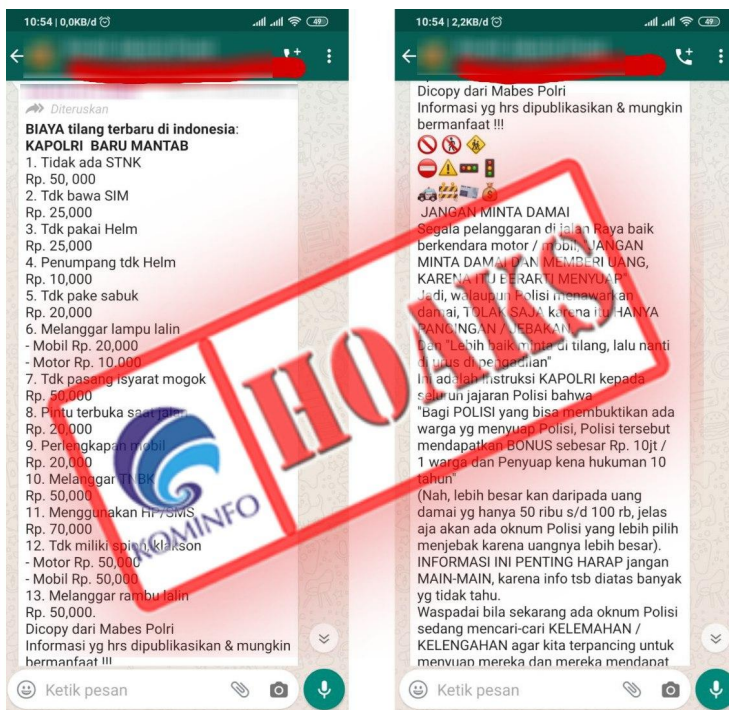 10:54 | 0,0KB/d
49
Diteruskan
BIAYA tilang terbaru di indonesia:
KAPOLRI BARU MANTAB
1. Tidak ada STNK
Rp. 50, 000
2. Tdk bawa SIM
Rp. 25,000
3. Tdk pakai Helm
Rp. 25,000
4. Penumpang tdk Helm
Rp. 10,000
5. Tdk pake sabuk
Rp. 20,000
6. Melanggar lampu lalin
- Mobil Rp. 20,000
- Motor Rp. 10,000
7. Tdk pasang isyarat mogok
Rp. 50,000
8. Pintu terbuka saat jalan
Rp. 20,000
9. Perlengkapan mobil
Rp. 20,000
10. Melanggar TNBK
Rp. 50,000
11. Menggunakan HP/SMS
Rp. 70,000
12. Tdk miliki spion, klakson
- Motor Rp. 50,000
- Mobil Rp. 50,000
13. Melanggar rambu lalin
Rp. 50,000.
Dicopy dari Mabes Polri
Informasi yg hrs dipublikasikan & mungkin
bermanfaat !!!
Ketik pesan
10:54 | 2,2KB/d
49
Dicopy dari Mabes Polri
Informasi yg hrs dipublikasikan & mungkin
bermanfaat !!!
JANGAN MINTA DAMAI
Segala pelanggaran di jalan Raya baik
berkendara motor / mobil, "JANGAN
MINTA DAMAI DAN MEMBERI UANG,
KARENA ITU BERARTI MENYUAP"
Jadi, walaupun Polisi menawarkan
damai, TOLAK SAJA karena itu HANYA
PANCINGAN / JEBAKAN
Dan "Lebih baik minta di tilang, lalu nanti
di urus di pengadilan"
Ini adalah instruksi KAPOLRI kepada
seluruh jajaran Polisi bahwa
"Bagi POLISI yang bisa membuktikan ada
warga yg menyuap Polisi, Polisi tersebut
mendapatkan BONUS sebesar Rp. 10jt /
1 warga dan Penyuap kena hukuman 10
tahun"
(Nah, lebih besar kan daripada uang
damai yg hanya 50 ribu s/d 100 rb, jelas
aja akan ada oknum Polisi yang lebih pilih
menjebak karena uangnya lebih besar).
INFORMASI INI PENTING HARAP jangan
MAIN-MAIN, karena info tsb diatas banyak
yg tidak tahu.
Waspadai bila sekarang ada oknum Polisi
sedang mencari-cari KELEMAHAN /
KELENGAHAN agar kita terpancing untuk
menyuap mereka dan mereka mendapat
Ketik pesan
KOMINFO
HOAKS